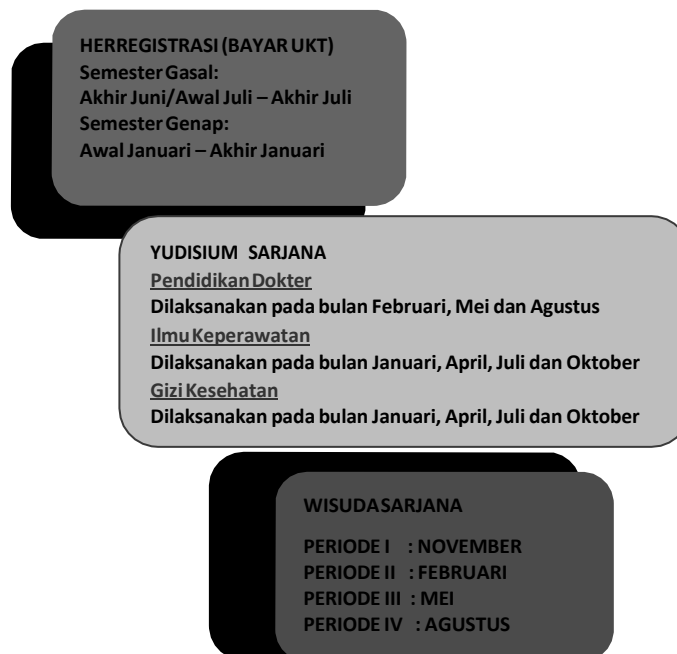 HERREGISTRASI (BAYAR UKT)
Semester Gasal:
Akhir Juni/Awal Juli – Akhir Juli
Semester Genap:
Awal Januari – Akhir Januari
YUDISIUM SARJANA
Pendidikan Dokter
Dilaksanakan pada bulan Februari, Mei dan Agustus
Ilmu Keperawatan
Dilaksanakan pada bulan Januari, April, Juli dan Oktober
Gizi Kesehatan
Dilaksanakan pada bulan Januari, April, Juli dan Oktober
WISUDA SARJANA
PERIODE I : NOVEMBER
PERIODE II : FEBRUARI
PERIODE III : MEI
PERIODE IV : AGUSTUS